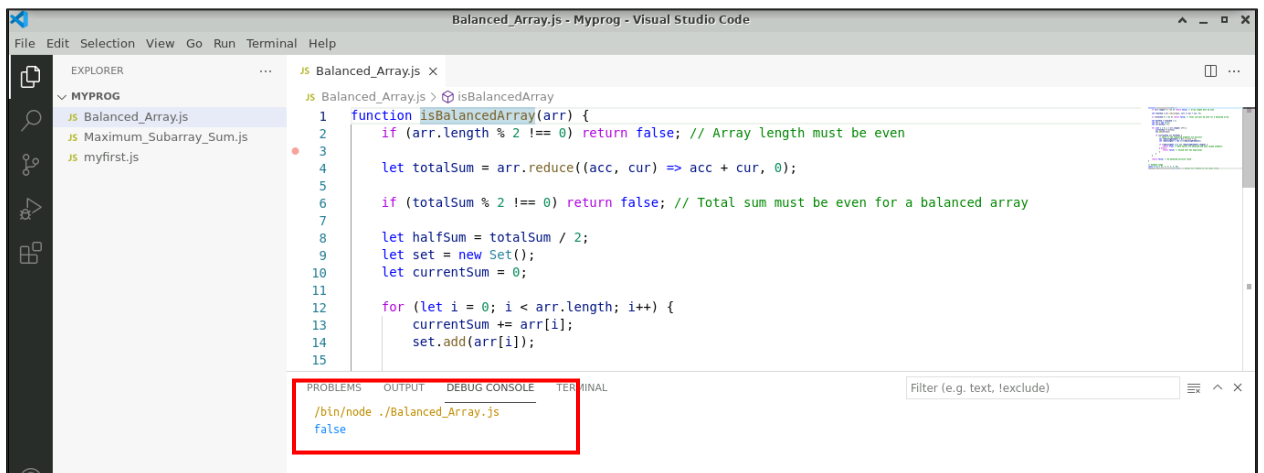 Balanced_Array.js - Myprog - Visual Studio Code
File Edit Selection View Go Run Terminal Help
EXPLORER
MYPROG
JS Balanced_Array.js
JS Maximum_Subarray_Sum.js
JS myfirst.js
JS Balanced_Array.js
JS Balanced_Array.js > isBalancedArray
1 function isBalancedArray(arr) {
2 if (arr.length % 2 !== 0) return false; // Array length must be even
3
4 let totalSum = arr.reduce((acc, cur) => acc + cur, 0);
5
6 if (totalSum % 2 !== 0) return false; // Total sum must be even for a balanced array
7
8 let halfSum = totalSum / 2;
9 let set = new Set();
10 let currentSum = 0;
11
12 for (let i = 0; i < arr.length; i++) {
13 currentSum += arr[i];
14 set.add(arr[i]);
15
PROBLEMS OUTPUT DEBUG CONSOLE TERMINAL Filter (e.g. text, !exclude)
/bin/node ./Balanced_Array.js
false